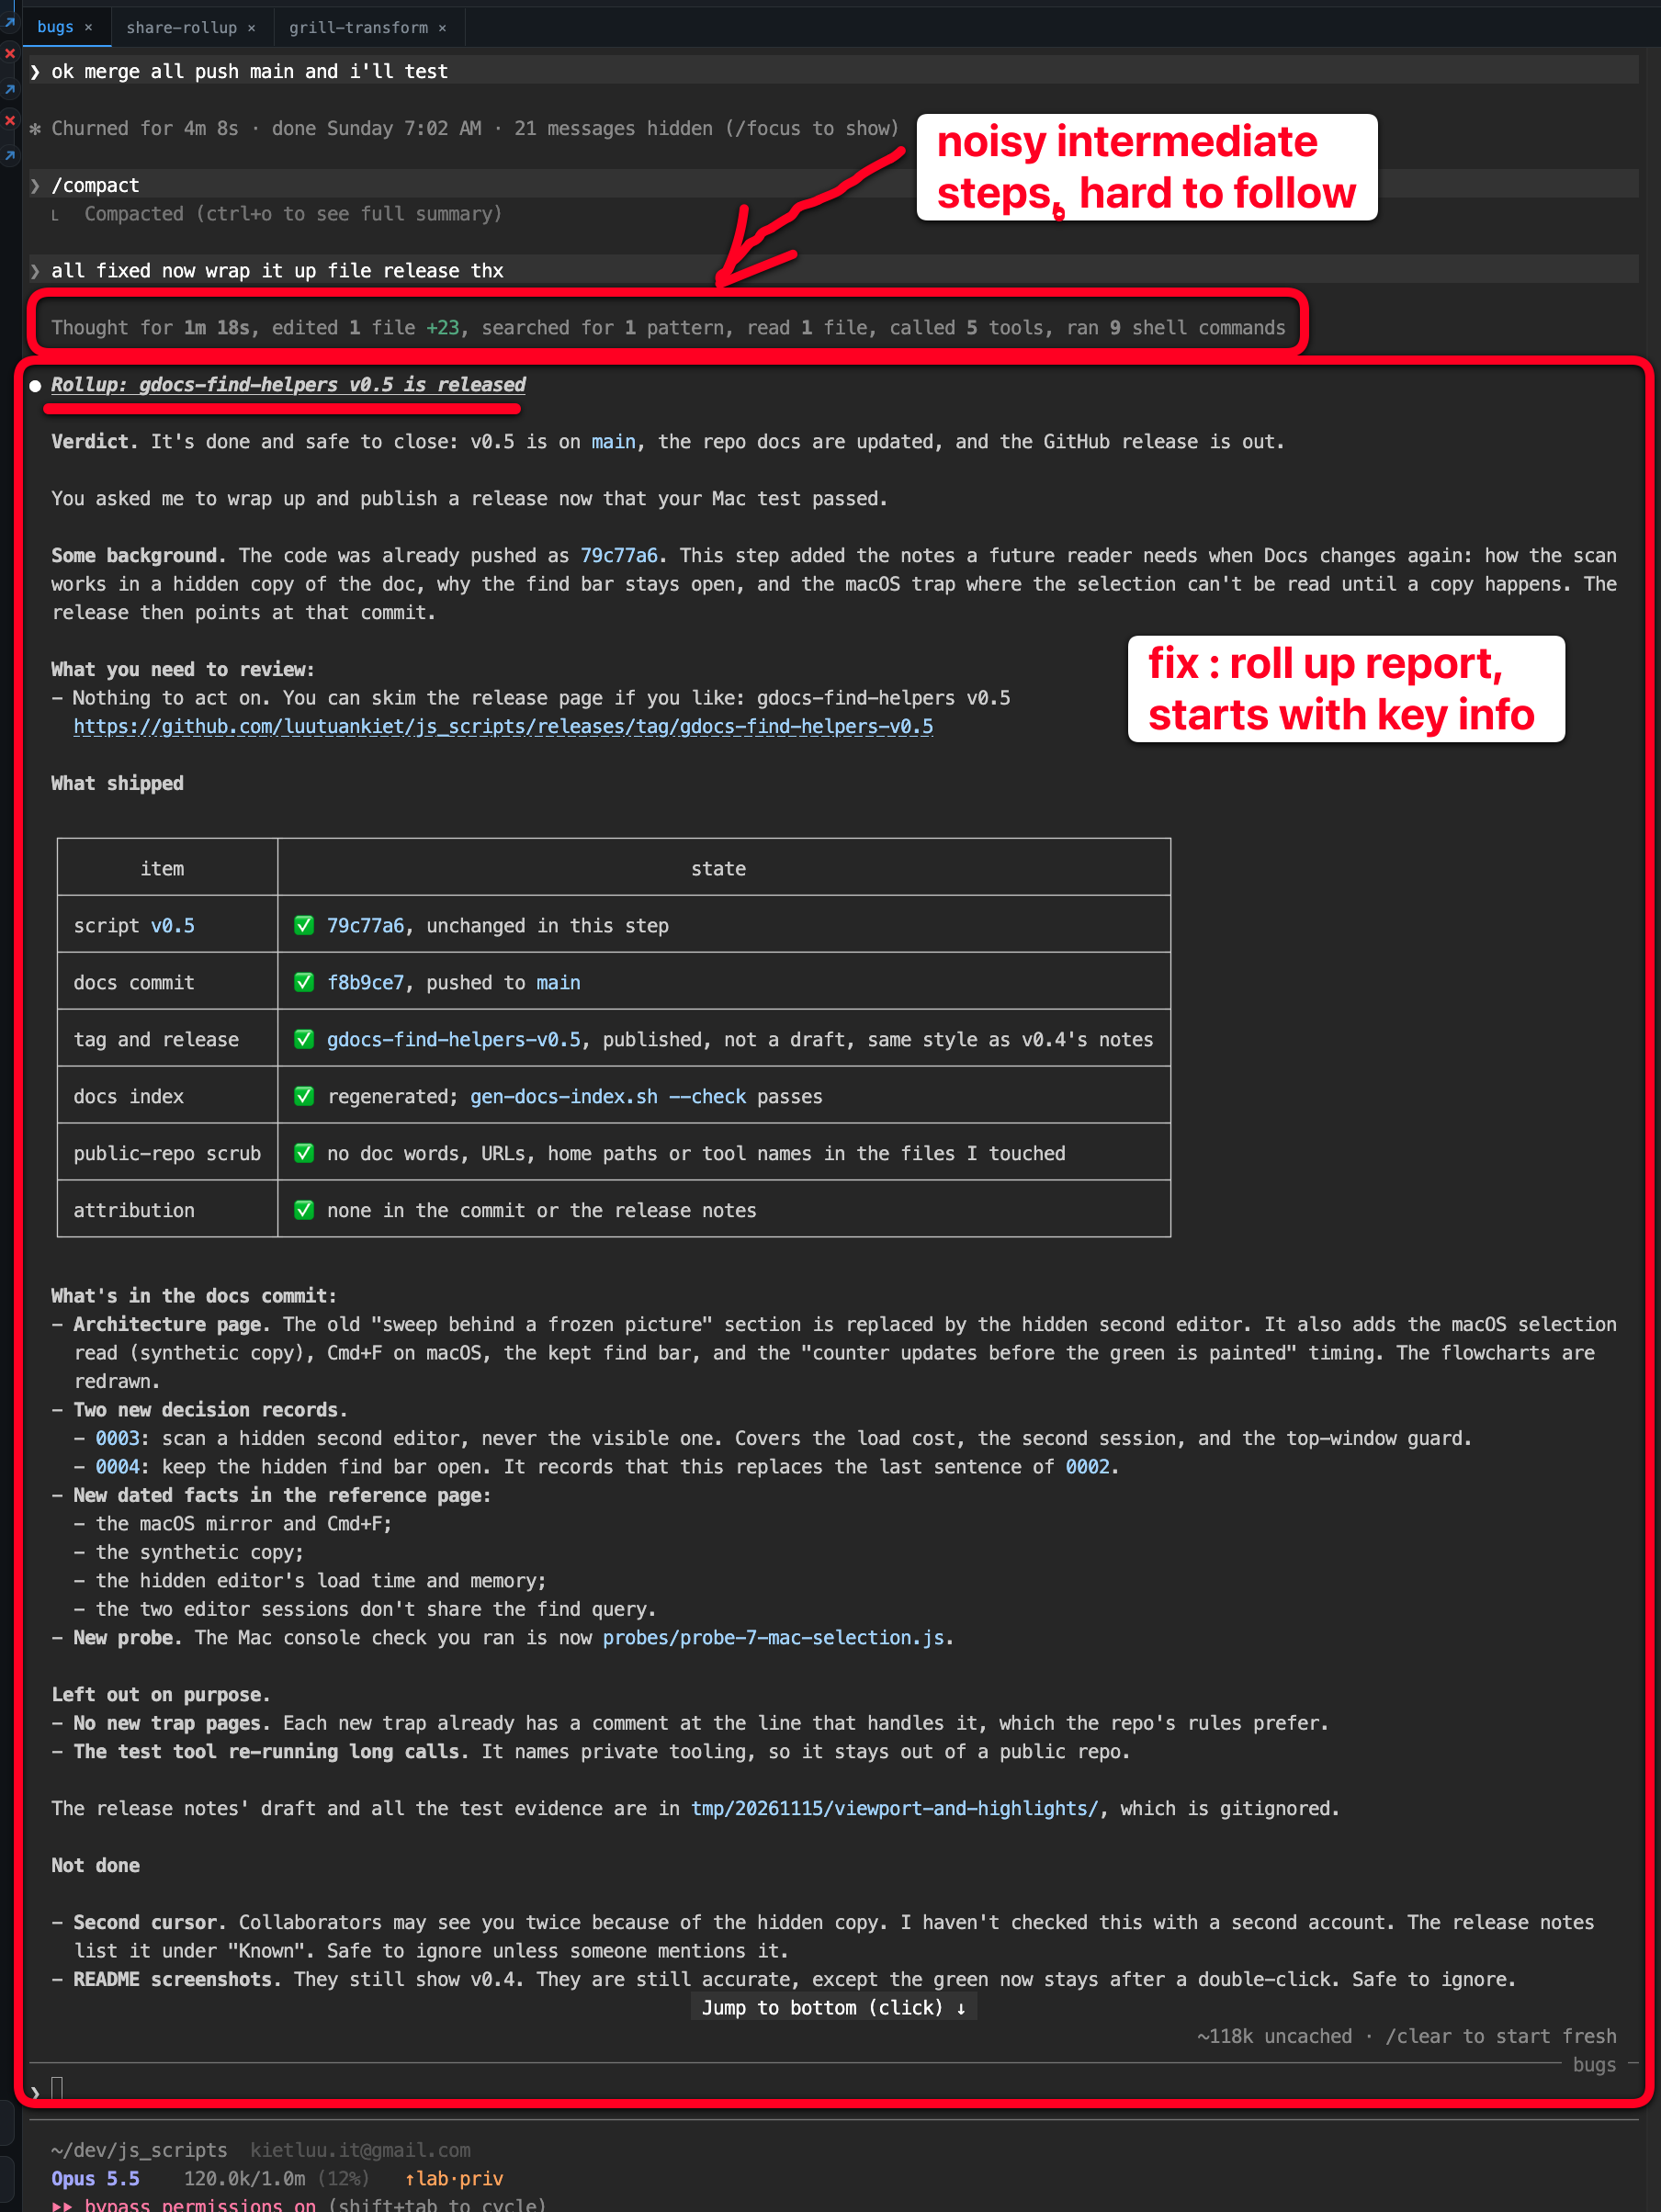 bugs × share-rollup × grill-transform ×
❯ ok merge all push main and i'll test
✻ Churned for 4m 8s · done Sunday 7:02 AM · 21 messages hidden (/focus to show)
noisy intermediate
steps, hard to follow
❯ /compact
└ Compacted (ctrl+o to see full summary)
❯ all fixed now wrap it up file release thx
Thought for 1m 18s, edited 1 file +23, searched for 1 pattern, read 1 file, called 5 tools, ran 9 shell commands
● Rollup: gdocs-find-helpers v0.5 is released
Verdict. It's done and safe to close: v0.5 is on main, the repo docs are updated, and the GitHub release is out.
You asked me to wrap up and publish a release now that your Mac test passed.
Some background. The code was already pushed as 79c77a6. This step added the notes a future reader needs when Docs changes again: how the scan
works in a hidden copy of the doc, why the find bar stays open, and the macOS trap where the selection can't be read until a copy happens. The
release then points at that commit.
What you need to review:
- Nothing to act on. You can skim the release page if you like: gdocs-find-helpers v0.5
https://github.com/luutuankiet/js_scripts/releases/tag/gdocs-find-helpers-v0.5
fix : roll up report,
starts with key info
What shipped
item state
script v0.5 ✅ 79c77a6, unchanged in this step
docs commit ✅ f8b9ce7, pushed to main
tag and release ✅ gdocs-find-helpers-v0.5, published, not a draft, same style as v0.4's notes
docs index ✅ regenerated; gen-docs-index.sh --check passes
public-repo scrub ✅ no doc words, URLs, home paths or tool names in the files I touched
attribution ✅ none in the commit or the release notes
What's in the docs commit:
- Architecture page. The old "sweep behind a frozen picture" section is replaced by the hidden second editor. It also adds the macOS selection
read (synthetic copy), Cmd+F on macOS, the kept find bar, and the "counter updates before the green is painted" timing. The flowcharts are
redrawn.
- Two new decision records.
- 0003: scan a hidden second editor, never the visible one. Covers the load cost, the second session, and the top-window guard.
- 0004: keep the hidden find bar open. It records that this replaces the last sentence of 0002.
- New dated facts in the reference page:
- the macOS mirror and Cmd+F;
- the synthetic copy;
- the hidden editor's load time and memory;
- the two editor sessions don't share the find query.
- New probe. The Mac console check you ran is now probes/probe-7-mac-selection.js.
Left out on purpose.
- No new trap pages. Each new trap already has a comment at the line that handles it, which the repo's rules prefer.
- The test tool re-running long calls. It names private tooling, so it stays out of a public repo.
The release notes' draft and all the test evidence are in tmp/20261115/viewport-and-highlights/, which is gitignored.
Not done
- Second cursor. Collaborators may see you twice because of the hidden copy. I haven't checked this with a second account. The release notes
list it under "Known". Safe to ignore unless someone mentions it.
- README screenshots. They still show v0.4. They are still accurate, except the green now stays after a double-click. Safe to ignore.
Jump to bottom (click) ↓
~118k uncached · /clear to start fresh
bugs
❯
~/dev/js_scripts kietluu.it@gmail.com
Opus 5.5 120.0k/1.0m (12%) ↑lab·priv
▸▸ bypass permissions on (shift+tab to cycle)